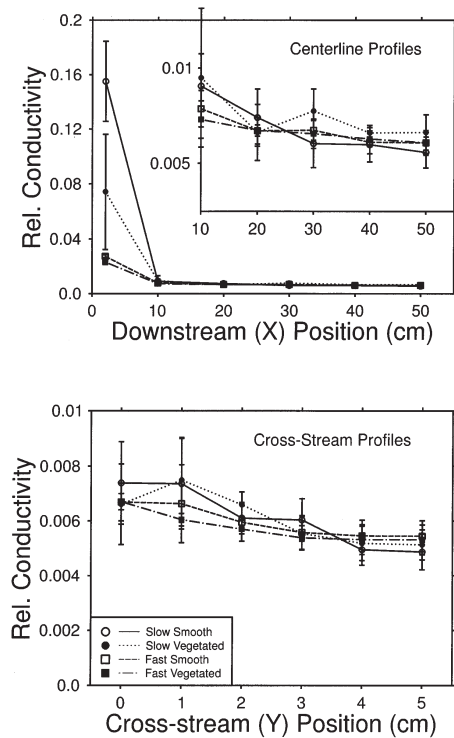 0.2
0.16
0.12
0.08
0.04
0.0
Rel. Conductivity
Centerline Profiles
0.01
0.005
10 20 30 40 50
0 10 20 30 40 50
Downstream (X) Position (cm)
0.01
0.008
0.006
0.004
0.002
0.0
Rel. Conductivity
Cross-Stream Profiles
Slow Smooth
Slow Vegetated
Fast Smooth
Fast Vegetated
0 1 2 3 4 5
Cross-stream (Y) Position (cm)